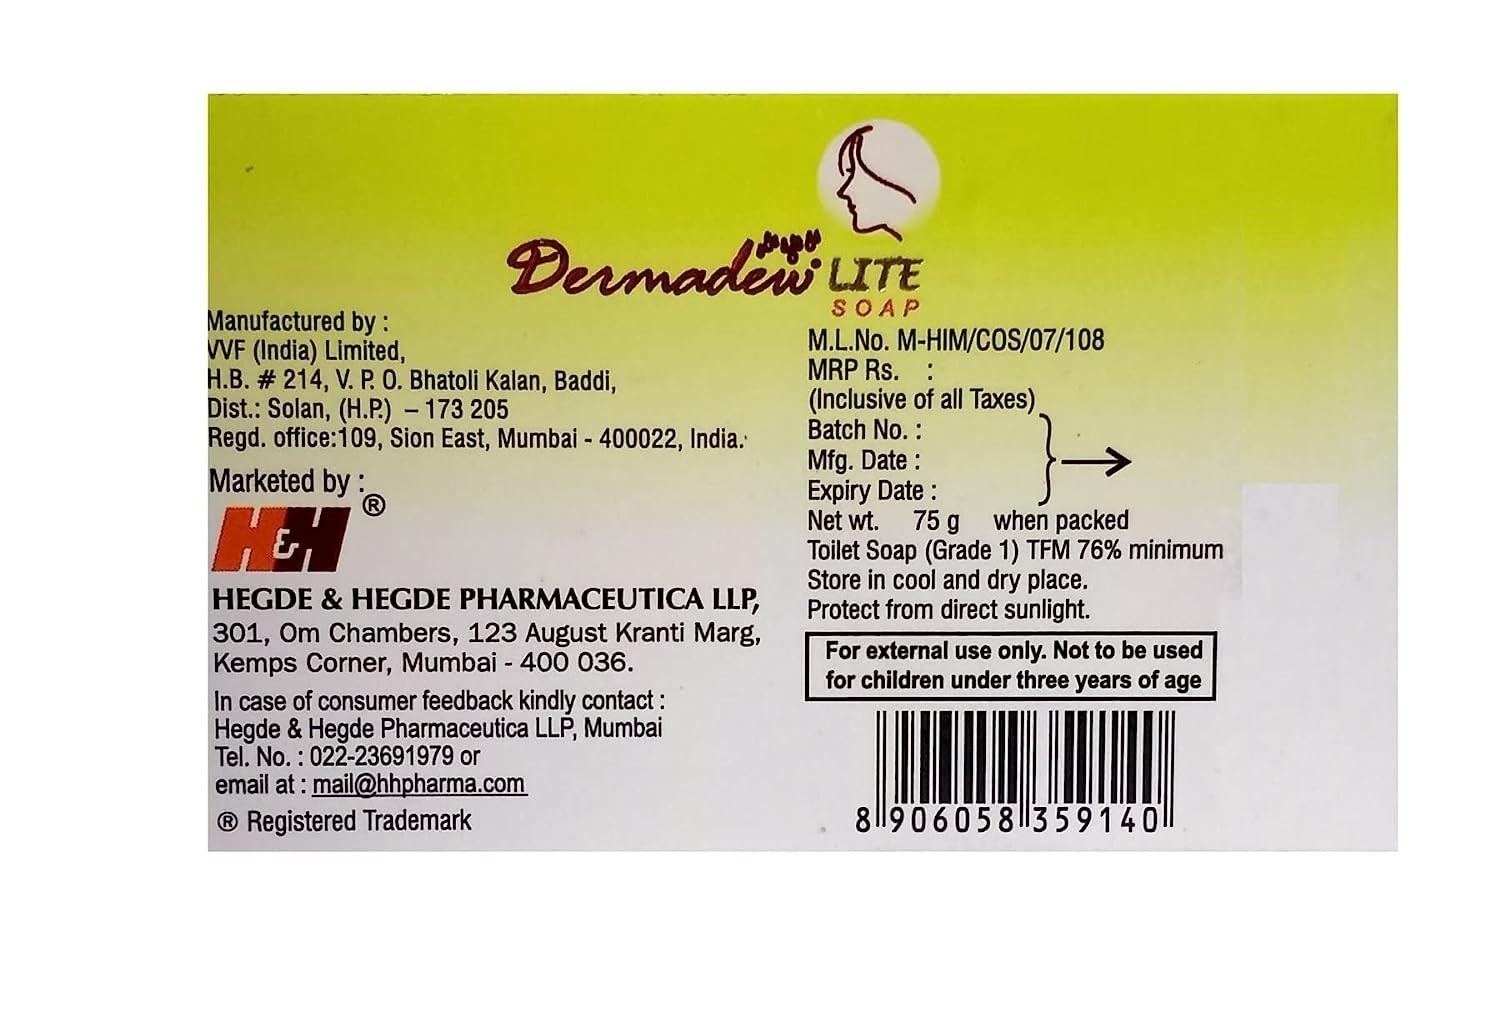 Dermadew LITE
SOAP
Manufactured by :
VVF (India) Limited,
H.B. # 214, V. P. O. Bhatoli Kalan, Baddi,
Dist.: Solan, (H.P.) – 173 205
Regd. office:109, Sion East, Mumbai - 400022, India.
Marketed by :
H&H ®
HEGDE & HEGDE PHARMACEUTICA LLP,
301, Om Chambers, 123 August Kranti Marg,
Kemps Corner, Mumbai - 400 036.
In case of consumer feedback kindly contact :
Hegde & Hegde Pharmaceutica LLP, Mumbai
Tel. No. : 022-23691979 or
email at : mail@hhpharma.com
® Registered Trademark
M.L.No. M-HIM/COS/07/108
MRP Rs. :
(Inclusive of all Taxes)
Batch No. :
Mfg. Date :
Expiry Date :
Net wt. 75 g when packed
Toilet Soap (Grade 1) TFM 76% minimum
Store in cool and dry place.
Protect from direct sunlight.
For external use only. Not to be used
for children under three years of age
8 906058 359140